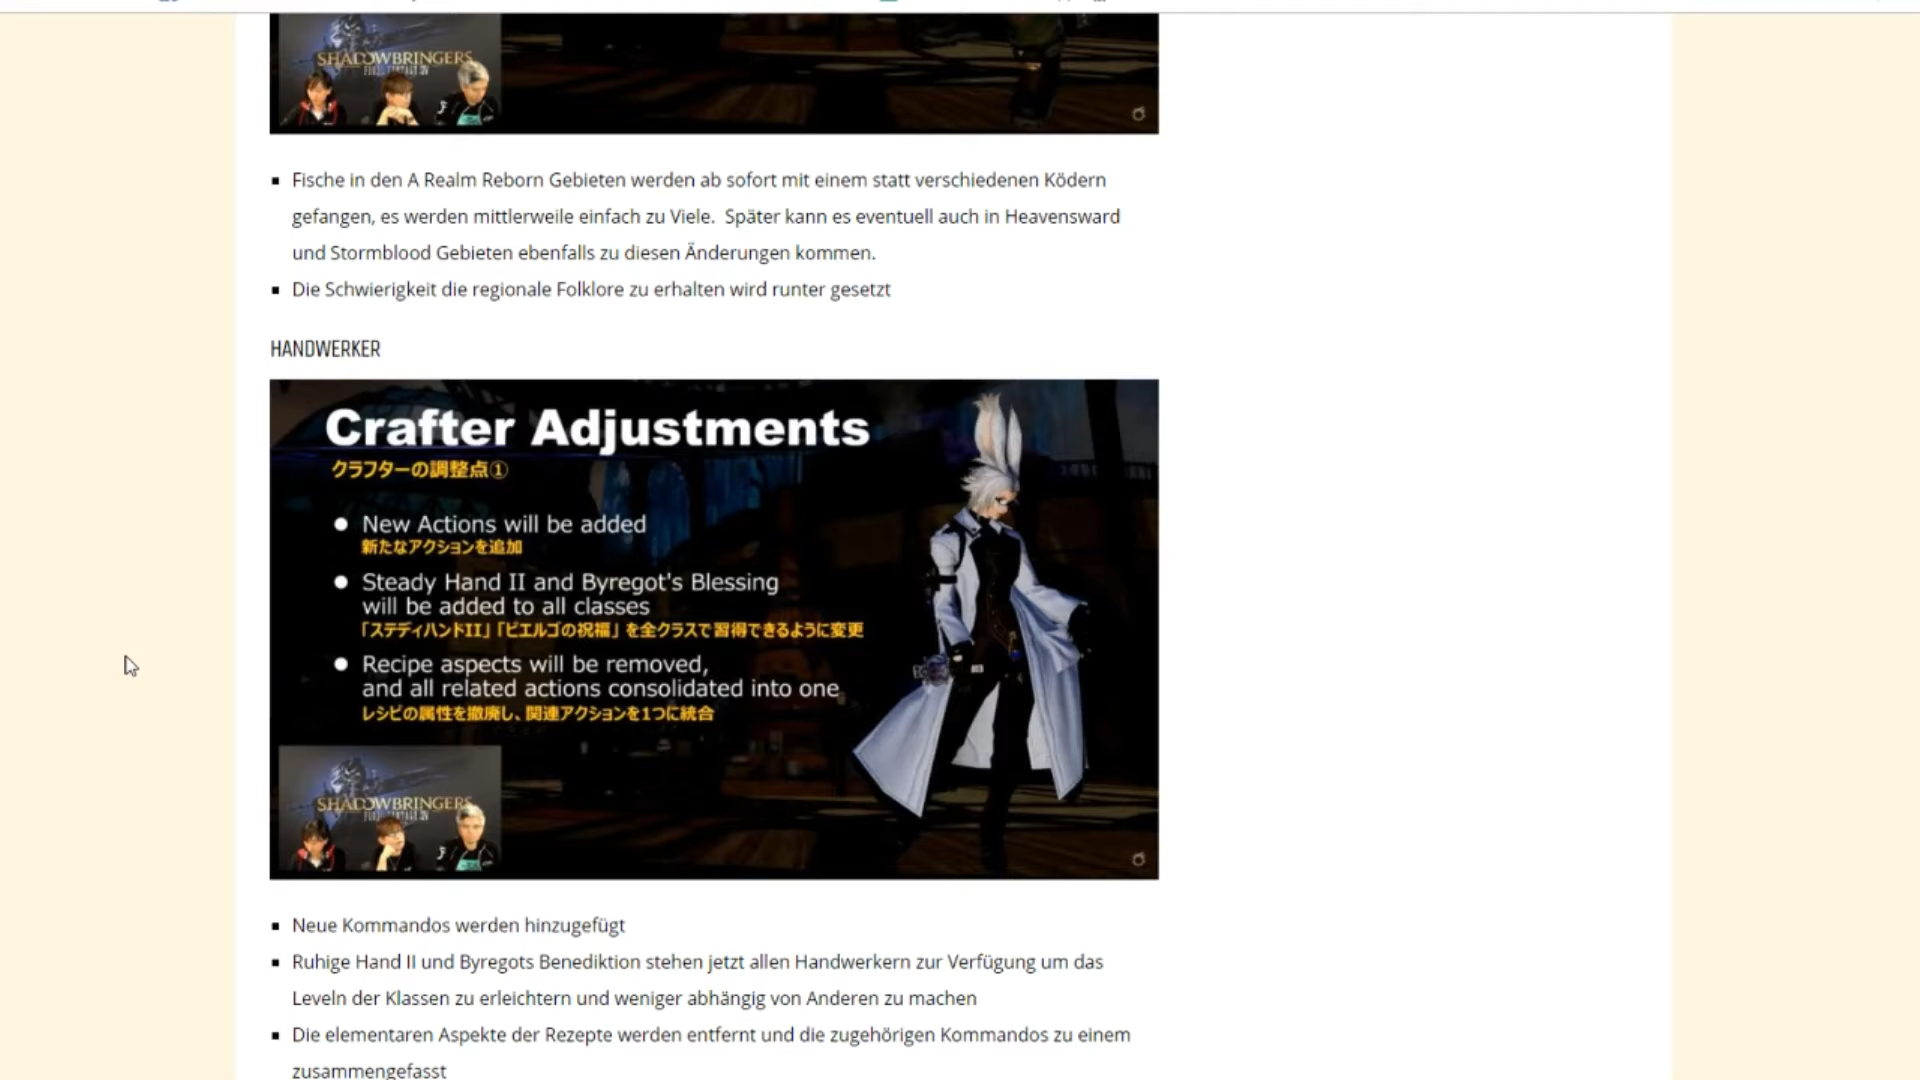 SHADOWBRINGERS
FINAL FANTASY XIV
▪ Fische in den A Realm Reborn Gebieten werden ab sofort mit einem statt verschiedenen Ködern
gefangen, es werden mittlerweile einfach zu Viele.  Später kann es eventuell auch in Heavensward
und Stormblood Gebieten ebenfalls zu diesen Änderungen kommen.
▪ Die Schwierigkeit die regionale Folklore zu erhalten wird runter gesetzt
HANDWERKER
Crafter Adjustments
クラフターの調整点①
● New Actions will be added
新たなアクションを追加
● Steady Hand II and Byregot's Blessing
will be added to all classes
「ステディハンドII」「ビエルゴの祝福」を全クラスで習得できるように変更
● Recipe aspects will be removed,
and all related actions consolidated into one
レシピの属性を撤廃し、関連アクションを1つに統合
SHADOWBRINGERS
FINAL FANTASY XIV
▪ Neue Kommandos werden hinzugefügt
▪ Ruhige Hand II und Byregots Benediktion stehen jetzt allen Handwerkern zur Verfügung um das
Leveln der Klassen zu erleichtern und weniger abhängig von Anderen zu machen
▪ Die elementaren Aspekte der Rezepte werden entfernt und die zugehörigen Kommandos zu einem
zusammengefasst